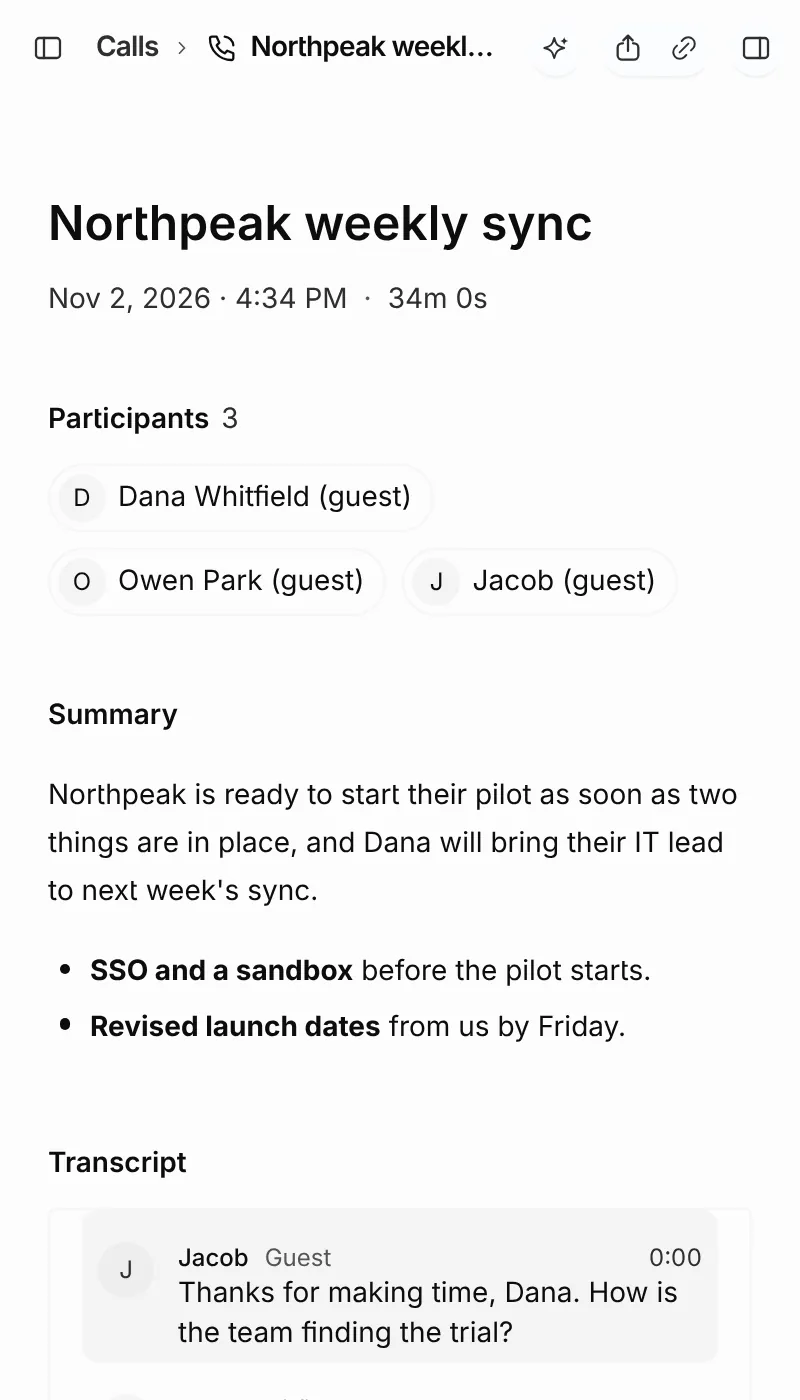 Calls › Northpeak weekl...
Northpeak weekly sync
Nov 2, 2026 · 4:34 PM · 34m 0s
Participants 3
D Dana Whitfield (guest)
O Owen Park (guest) J Jacob (guest)
Summary
Northpeak is ready to start their pilot as soon as two
things are in place, and Dana will bring their IT lead
to next week's sync.
• SSO and a sandbox before the pilot starts.
• Revised launch dates from us by Friday.
Transcript
J Jacob Guest 0:00
Thanks for making time, Dana. How is
the team finding the trial?